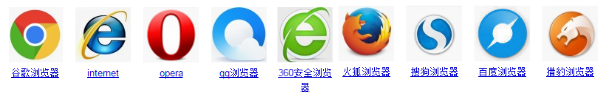 谷歌浏览器
internet
opera
qq浏览器
360安全浏览
器
火狐浏览器
搜狗浏览器
百度浏览器
猎豹浏览器